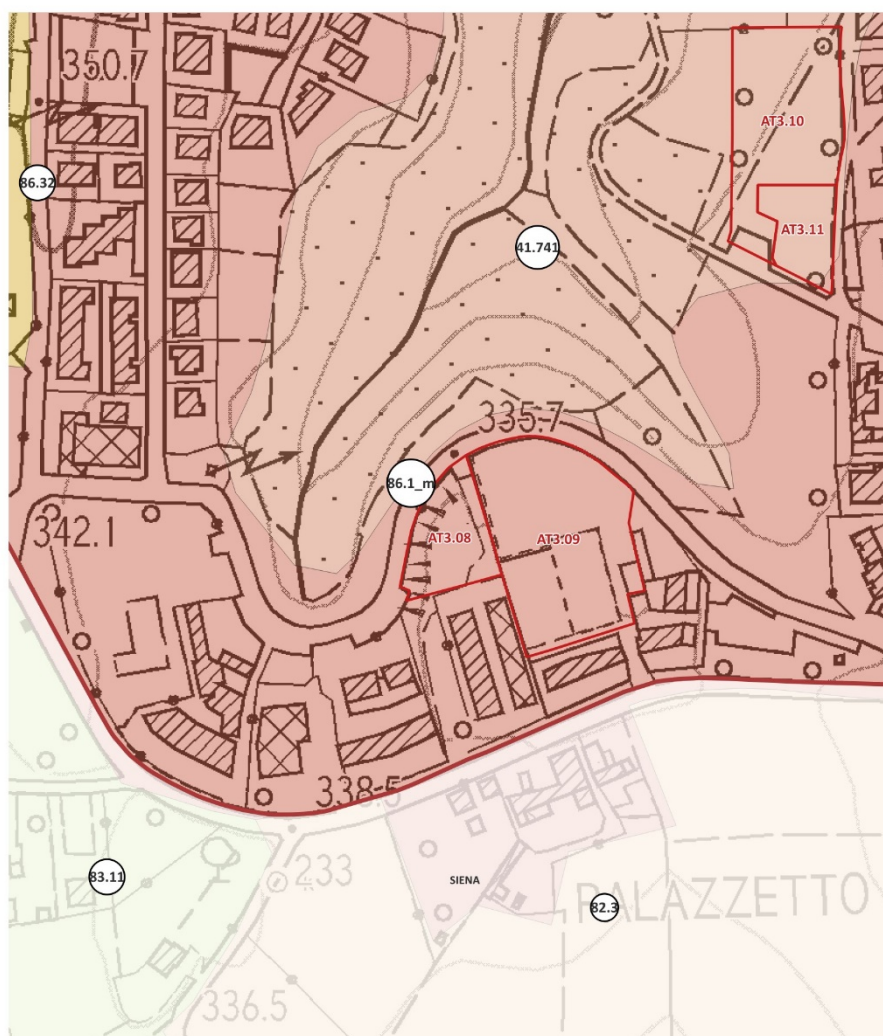 350.7
AT3.10
86.32
AT3.11
41.741
335.7
86.1_m
342.1
AT3.08
AT3.09
338.5
83.11
233
SIENA
PALAZZETTO
82.3
336.5